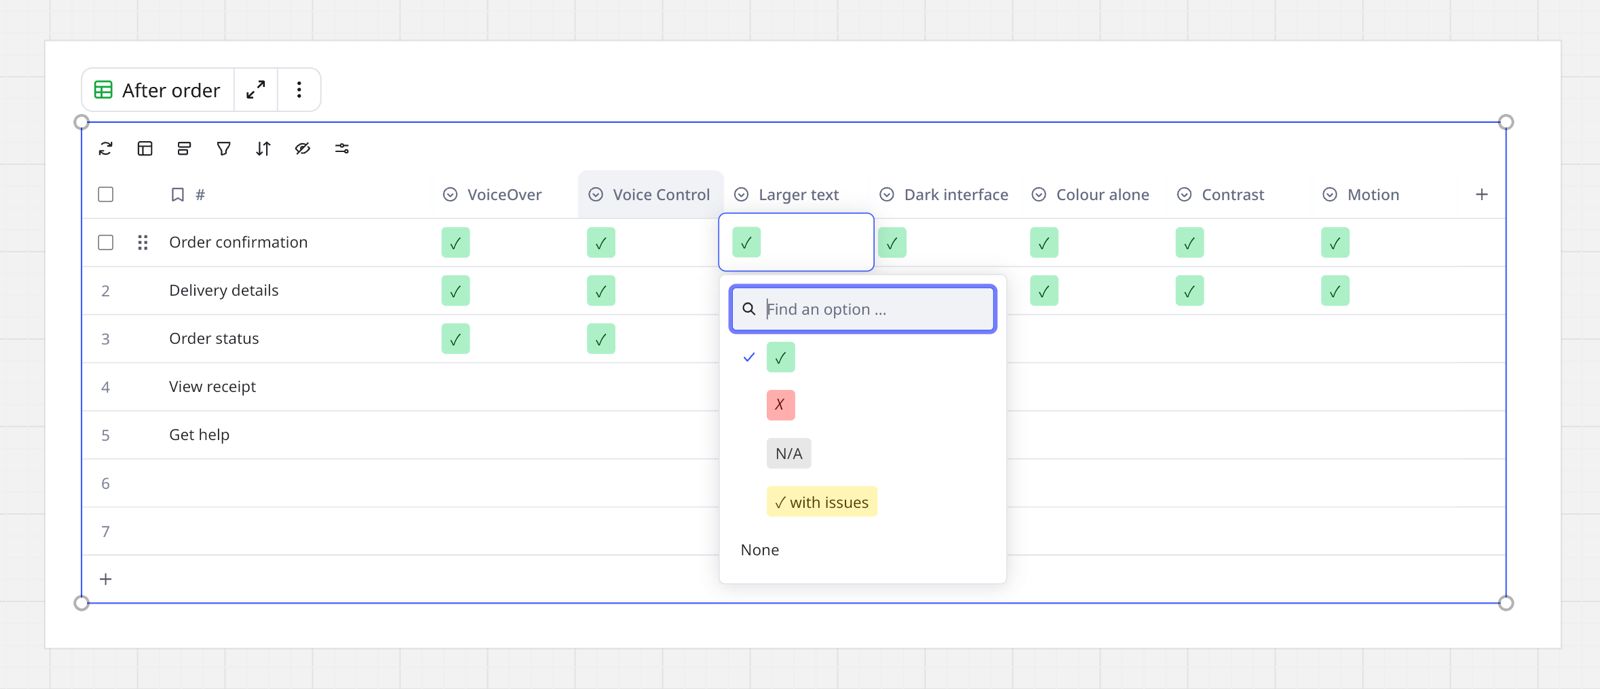 After order
# VoiceOver Voice Control Larger text Dark interface Colour alone Contrast Motion +
Order confirmation ✓ ✓ ✓ ✓ ✓ ✓ ✓
2 Delivery details ✓ ✓ ✓ ✓ ✓
Find an option ...
3 Order status ✓ ✓
✓
4 View receipt
X
5 Get help
N/A
6
✓ with issues
7
None
+